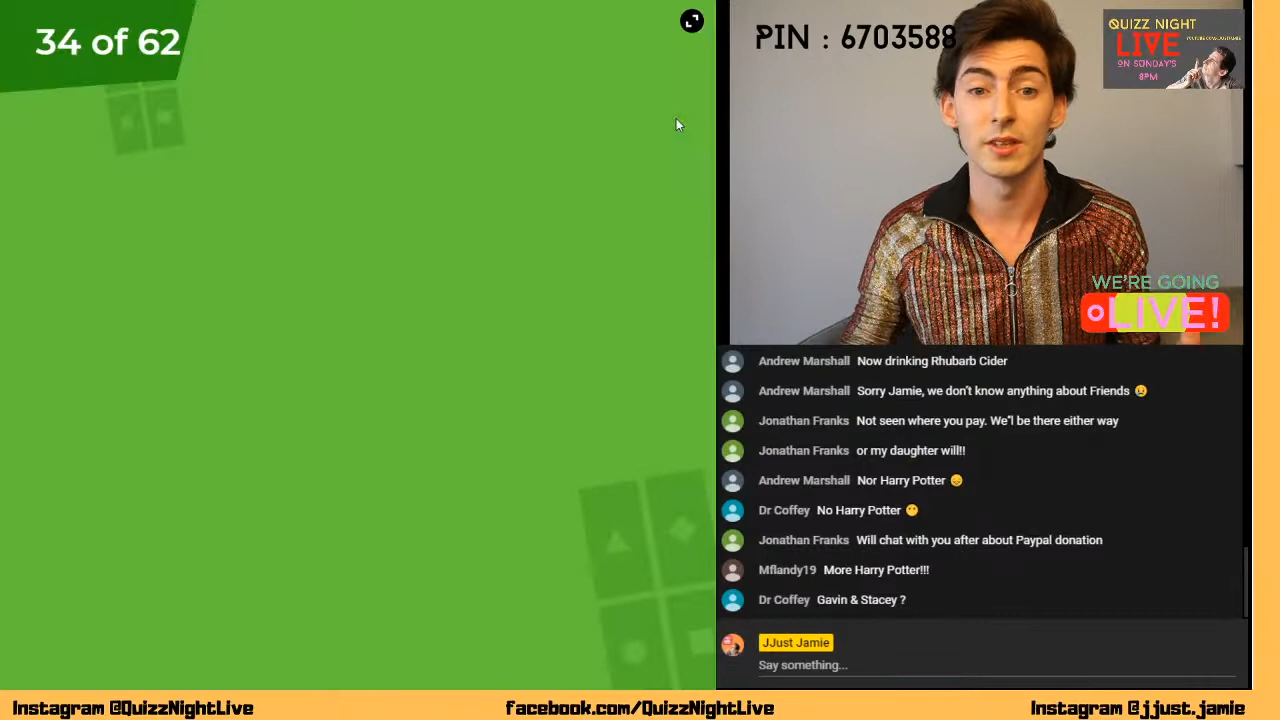 34 of 62
PIN : 6703588
QUIZZ NIGHT
LIVE
ON SUNDAY'S
8PM
WE'RE GOING
LIVE!
Andrew Marshall Now drinking Rhubarb Cider
Andrew Marshall Sorry Jamie, we don't know anything about Friends 😢
Jonathan Franks Not seen where you pay. We"l be there either way
Jonathan Franks or my daughter will!!
Andrew Marshall Nor Harry Potter 😞
Dr Coffey No Harry Potter 😶
Jonathan Franks Will chat with you after about Paypal donation
Mflandy19 More Harry Potter!!!
Dr Coffey Gavin & Stacey ?
JJust Jamie
Say something...
Instagram @QuizzNightLive
facebook.com/QuizzNightLive
Instagram @jjust.jamie